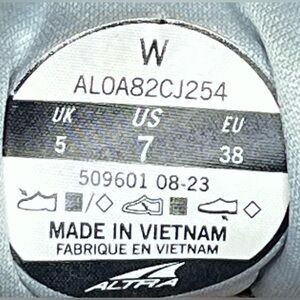 W
AL0A82CJ254
UK US EU
5 7 38
509601 08-23
MADE IN VIETNAM
FABRIQUE EN VIETNAM
ALTRA